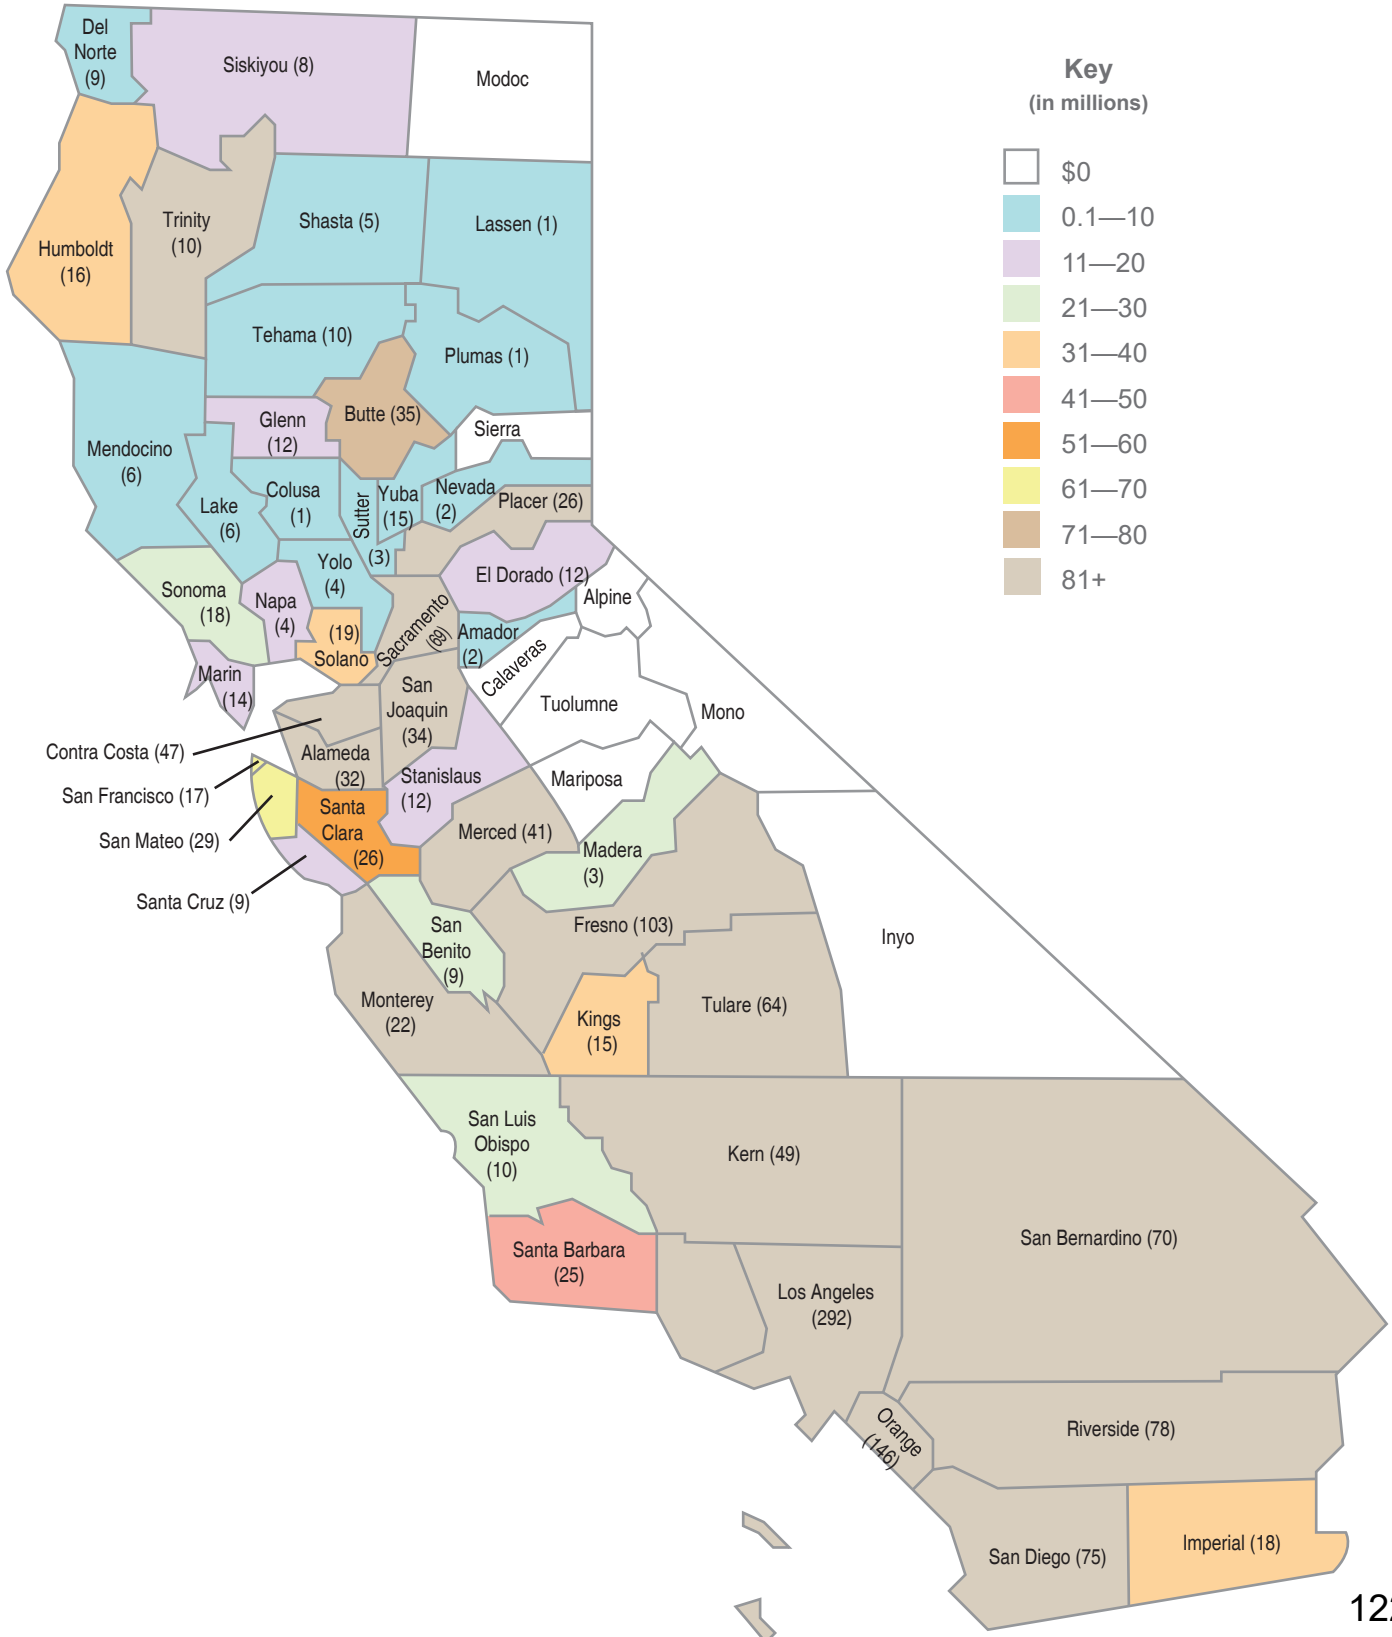 Del
Norte
(9)
Siskiyou (8)
Modoc
Key
(in millions)
$0
0.1—10
11—20
21—30
31—40
41—50
51—60
61—70
71—80
81+
Humboldt
(16)
Trinity
(10)
Shasta (5)
Lassen (1)
Tehama (10)
Plumas (1)
Butte (35)
Glenn
(12)
Sierra
Mendocino
(6)
Lake
(6)
Colusa
(1)
Sutter
(3)
Yuba
(15)
Nevada
(2)
Placer (26)
Yolo
(4)
El Dorado (12)
Sonoma
(18)
Napa
(4)
(19)
Solano
Sacramento
(69)
Amador
(2)
Alpine
Calaveras
Marin
(14)
San
Joaquin
(34)
Tuolumne
Mono
Contra Costa (47)
Alameda
(32)
Stanislaus
(12)
Mariposa
San Francisco (17)
Santa
Clara
(26)
San Mateo (29)
Merced (41)
Madera
(3)
Santa Cruz (9)
San
Benito
(9)
Fresno (103)
Inyo
Monterey
(22)
Kings
(15)
Tulare (64)
San Luis
Obispo
(10)
Kern (49)
San Bernardino (70)
Santa Barbara
(25)
Los Angeles
(292)
Orange
(146)
Riverside (78)
San Diego (75)
Imperial (18)